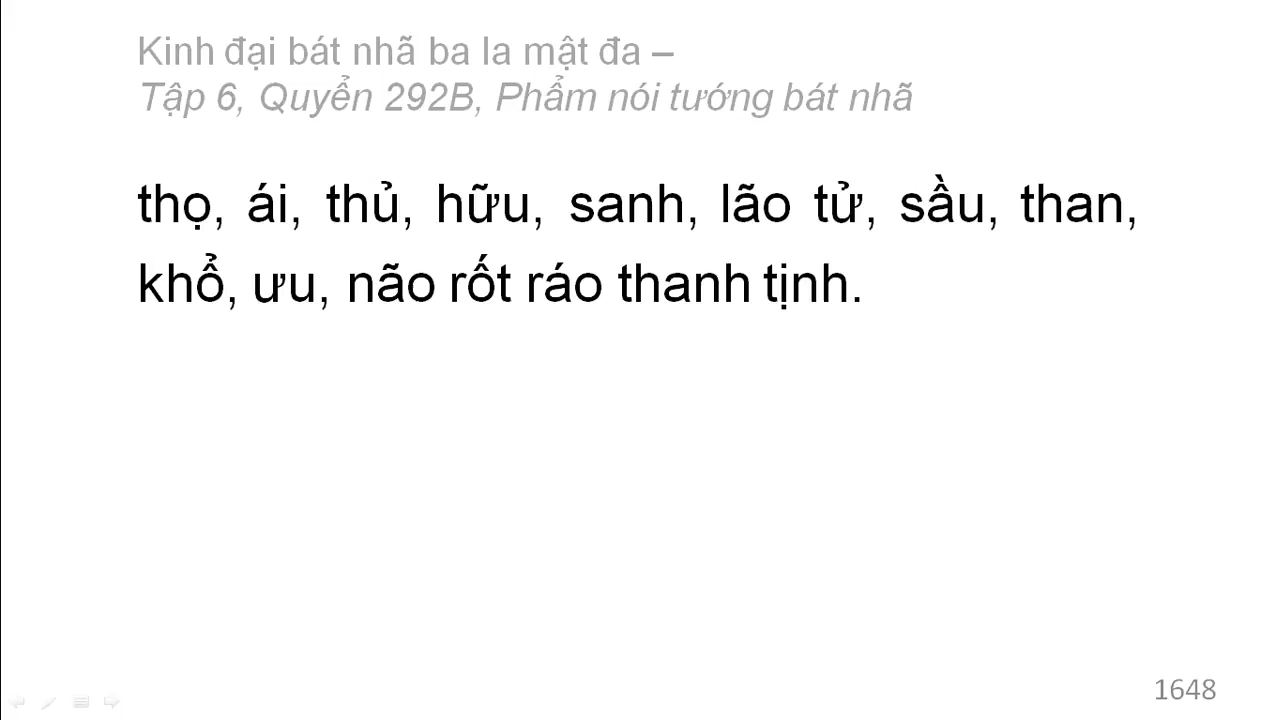 Kinh đại bát nhã ba la mật đa –
Tập 6, Quyển 292B, Phẩm nói tướng bát nhã
thọ, ái, thủ, hữu, sanh, lão tử, sầu, than,
khổ, ưu, não rốt ráo thanh tịnh.
1648